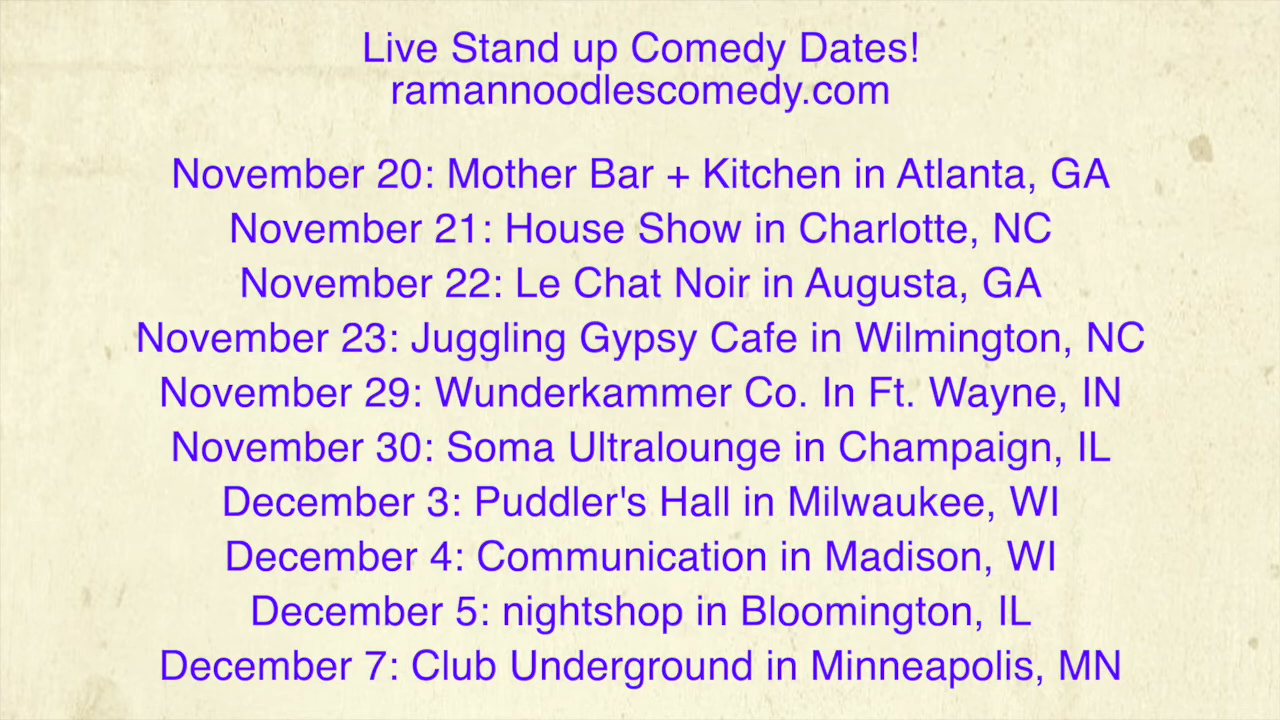 Live Stand up Comedy Dates!
ramannoodlescomedy.com
November 20: Mother Bar + Kitchen in Atlanta, GA
November 21: House Show in Charlotte, NC
November 22: Le Chat Noir in Augusta, GA
November 23: Juggling Gypsy Cafe in Wilmington, NC
November 29: Wunderkammer Co. In Ft. Wayne, IN
November 30: Soma Ultralounge in Champaign, IL
December 3: Puddler's Hall in Milwaukee, WI
December 4: Communication in Madison, WI
December 5: nightshop in Bloomington, IL
December 7: Club Underground in Minneapolis, MN